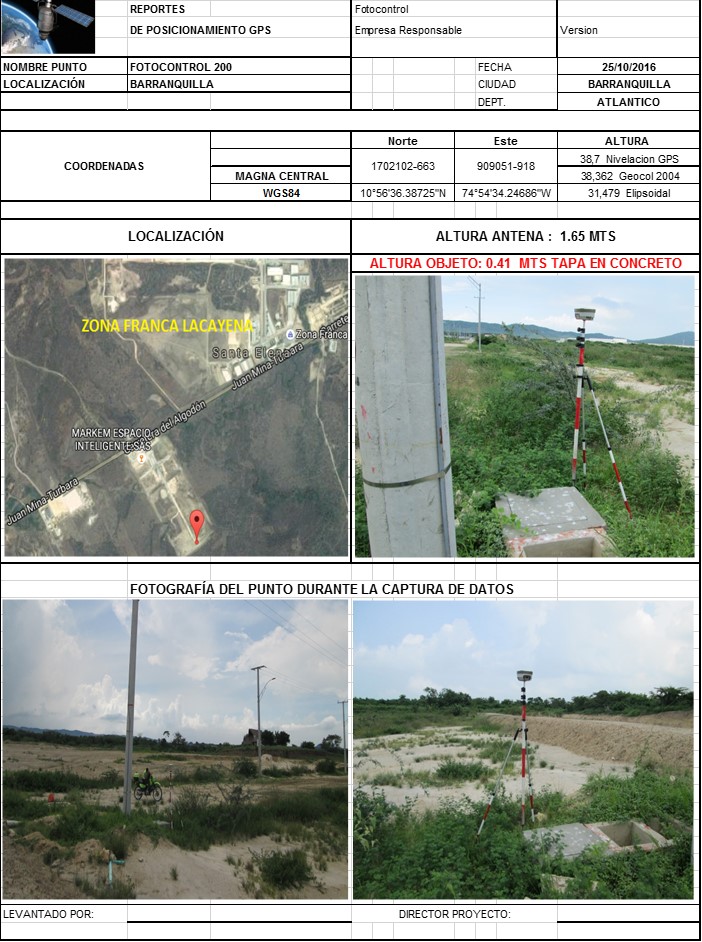 REPORTES
Fotocontrol
DE POSICIONAMIENTO GPS
Empresa Responsable
Version
NOMBRE PUNTO FOTOCONTROL 200 FECHA 25/10/2016
LOCALIZACIÓN BARRANQUILLA CIUDAD BARRANQUILLA
DEPT. ATLANTICO
COORDENADAS
Norte Este ALTURA
1702102-663 909051-918 38,7 Nivelacion GPS
MAGNA CENTRAL 38,362 Geocol 2004
WGS84 10°56'36.38725"N 74°54'34.24686"W 31,479 Elipsoidal
LOCALIZACIÓN
ALTURA ANTENA : 1.65 MTS
ALTURA OBJETO: 0.41 MTS TAPA EN CONCRETO
ZONA FRANCA LACAYENA
Zona Franca
Santa Elena
Juan Mina-Tubara
MARKEM ESPACIO
INTELIGENTE SAS
Juan Mina-Turbara
FOTOGRAFÍA DEL PUNTO DURANTE LA CAPTURA DE DATOS
LEVANTADO POR:
DIRECTOR PROYECTO: